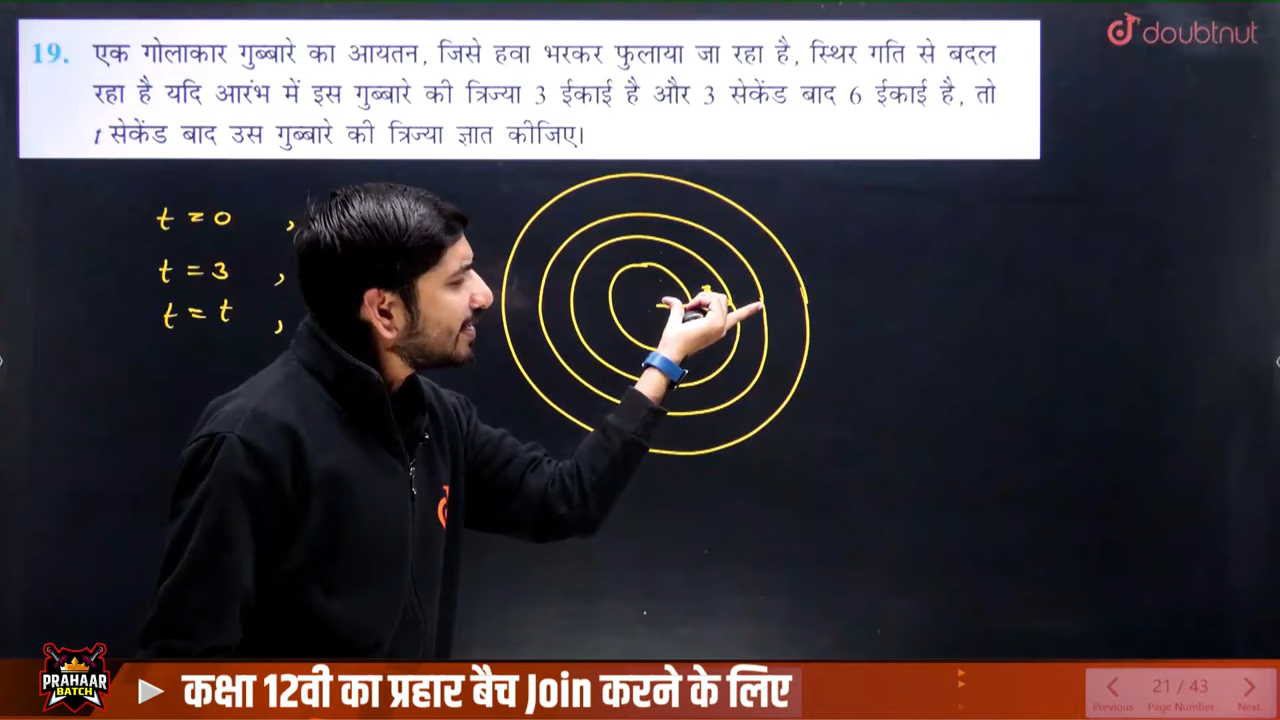 doubtnut
19. एक गोलाकार गुब्बारे का आयतन, जिसे हवा भरकर फुलाया जा रहा है, स्थिर गति से बदल
रहा है यदि आरंभ में इस गुब्बारे की त्रिज्या 3 ईकाई है और 3 सेकेंड बाद 6 ईकाई है, तो
t सेकेंड बाद उस गुब्बारे की त्रिज्या ज्ञात कीजिए।
t = 0 ,
t = 3 ,
t = t ,
PRAHAAR
BATCH
कक्षा 12वी का प्रहार बैच Join करने के लिए
21 / 43
Previous Page Number Next